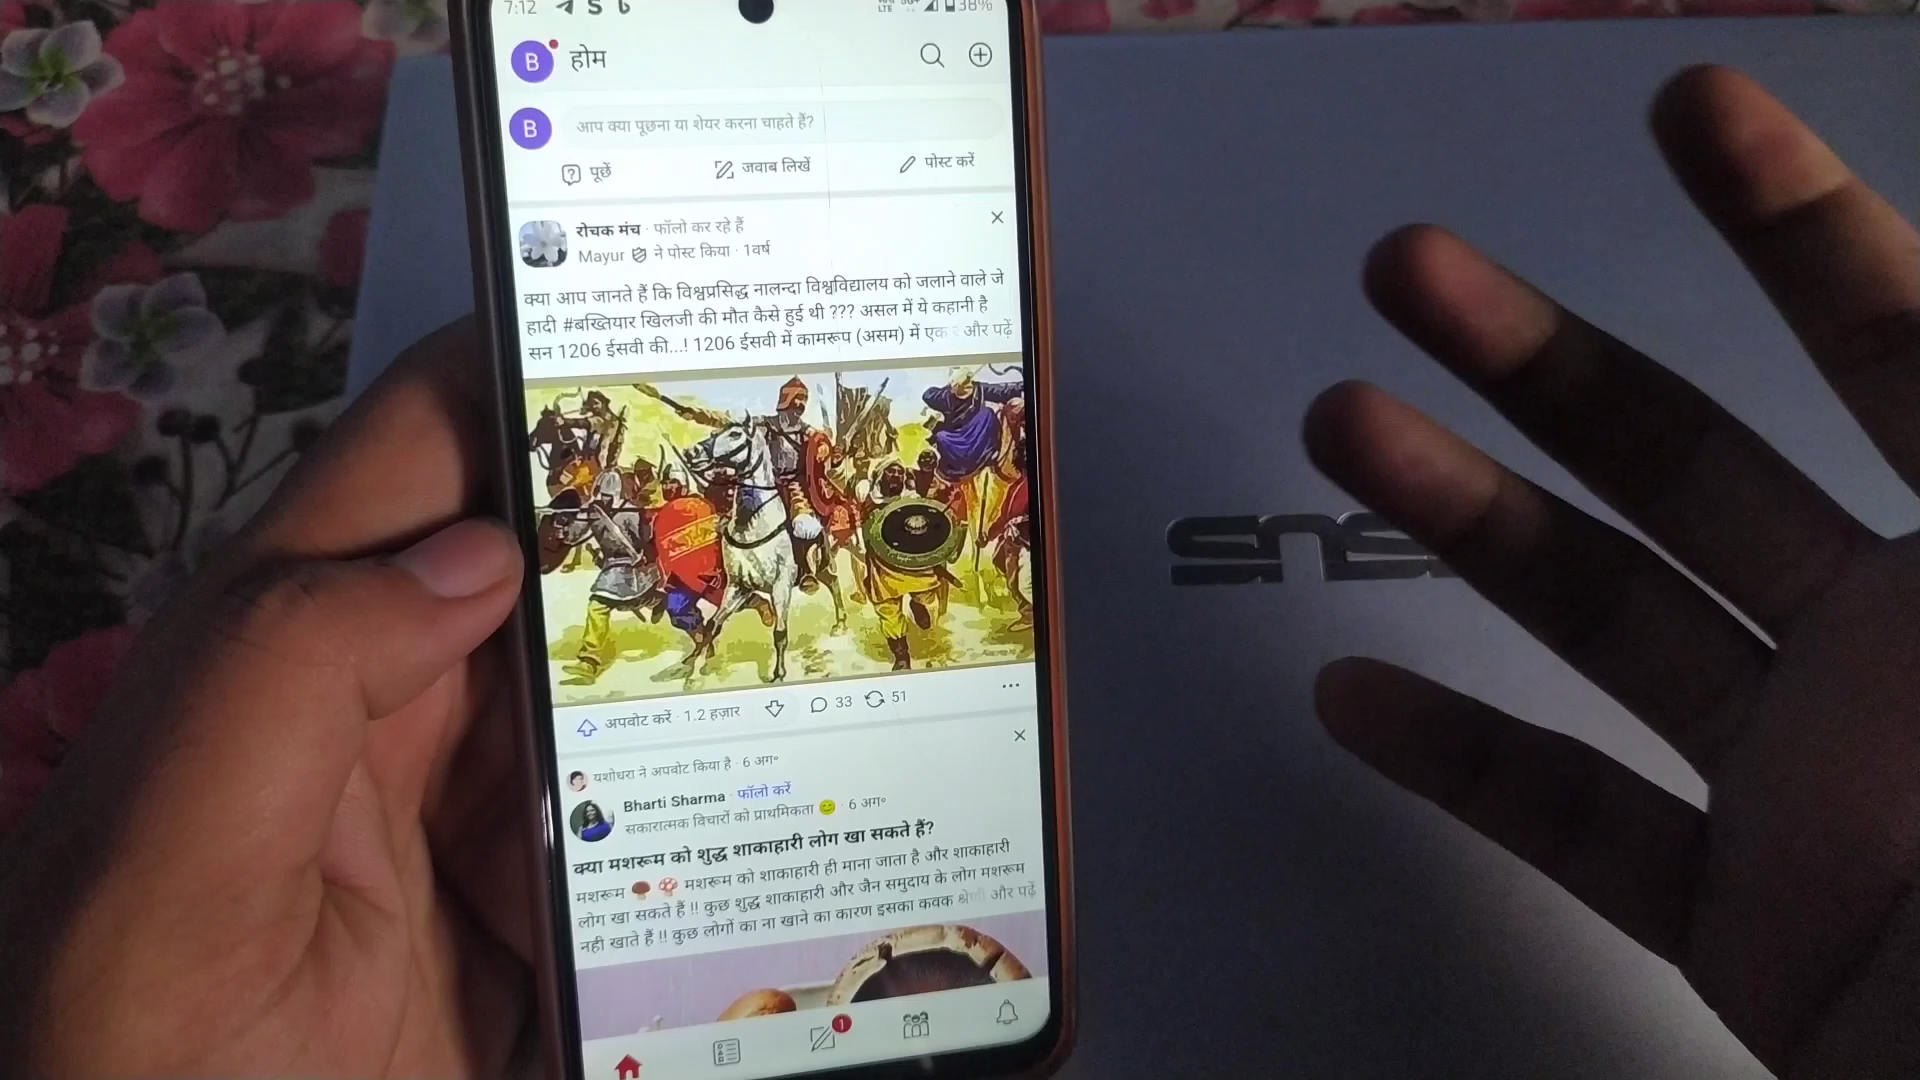 7:12
38%
B
होम
B
आप क्या पूछना या शेयर करना चाहते हैं?
पूछें
जवाब लिखें
पोस्ट करें
रोचक मंच · फॉलो कर रहे हैं
Mayur ने पोस्ट किया · 1वर्ष
क्या आप जानते हैं कि विश्वप्रसिद्ध नालन्दा विश्वविद्यालय को जलाने वाले जे
हादी #बख्तियार खिलजी की मौत कैसे हुई थी ??? असल में ये कहानी है
सन 1206 ईसवी की...! 1206 ईसवी में कामरूप (असम) में एक और पढ़ें
अपवोट करें · 1.2 हज़ार
33
51
यशोधरा ने अपवोट किया है · 6 अग॰
Bharti Sharma · फॉलो करें
सकारात्मक विचारों को प्राथमिकता 😊 · 6 अग॰
क्या मशरूम को शुद्ध शाकाहारी लोग खा सकते हैं?
मशरूम 🍄 मशरूम को शाकाहारी ही माना जाता है और शाकाहारी
लोग खा सकते हैं !! कुछ शुद्ध शाकाहारी और जैन समुदाय के लोग मशरूम
नही खाते हैं !! कुछ लोगों का ना खाने का कारण इसका कवक और पढ़ें
1